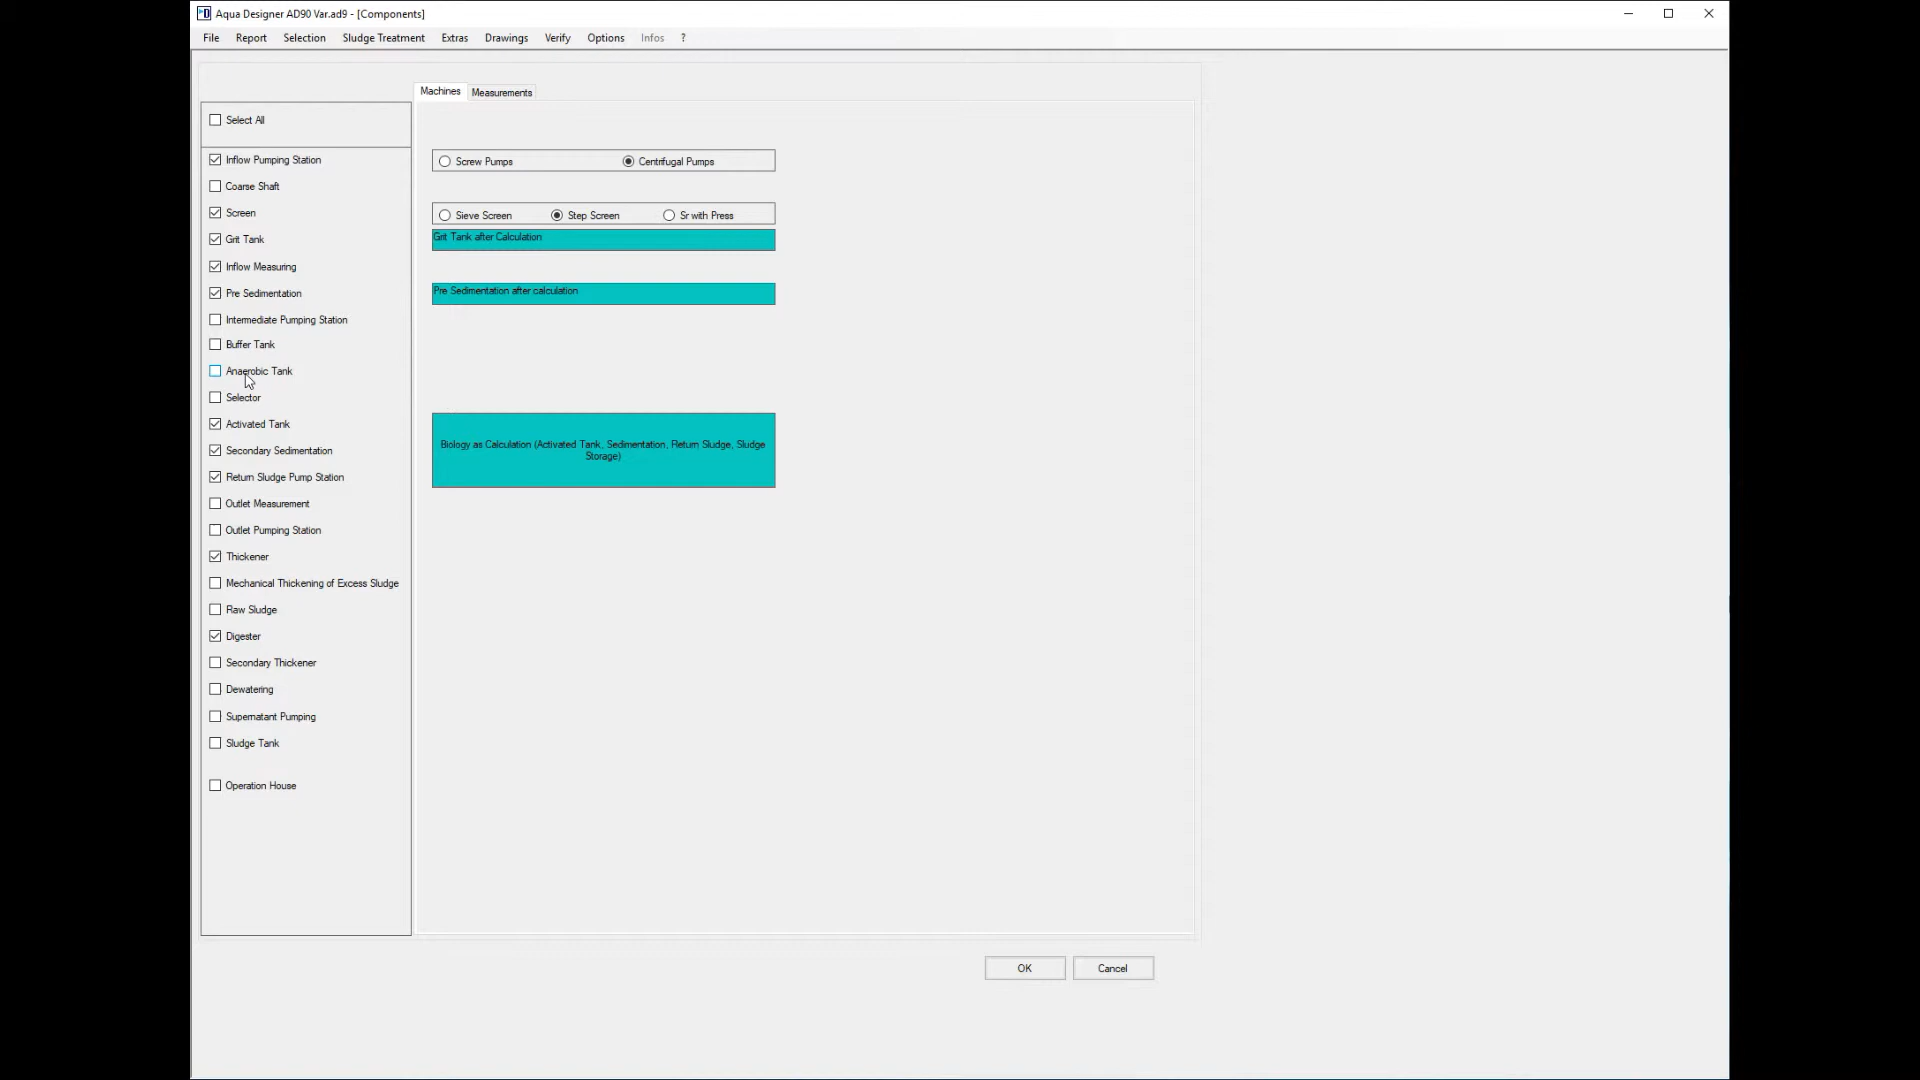 Aqua Designer AD90 Var.ad9 - [Components]
File Report Selection Sludge Treatment Extras Drawings Verify Options Infos ?
Machines Measurements
Select All
Inflow Pumping Station
Coarse Shaft
Screen
Grit Tank
Inflow Measuring
Pre Sedimentation
Intermediate Pumping Station
Buffer Tank
Anaerobic Tank
Selector
Activated Tank
Secondary Sedimentation
Return Sludge Pump Station
Outlet Measurement
Outlet Pumping Station
Thickener
Mechanical Thickening of Excess Sludge
Raw Sludge
Digester
Secondary Thickener
Dewatering
Supernatant Pumping
Sludge Tank
Operation House
Screw Pumps Centrifugal Pumps
Sieve Screen Step Screen Sr with Press
Grit Tank after Calculation
Pre Sedimentation after calculation
Biology as Calculation (Activated Tank, Sedimentation, Return Sludge, Sludge
Storage)
OK Cancel